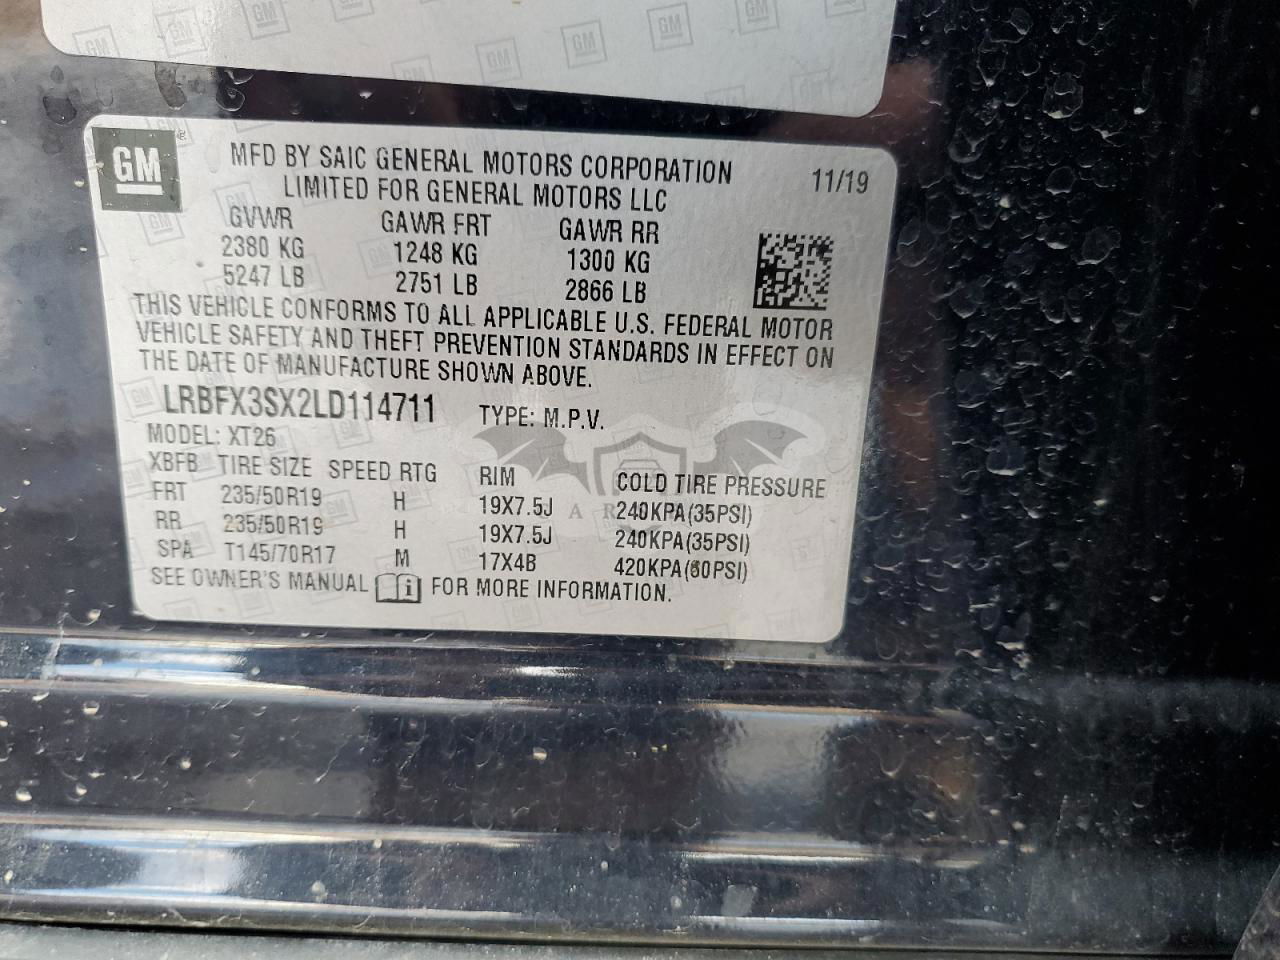 GM
MFD BY SAIC GENERAL MOTORS CORPORATION
LIMITED FOR GENERAL MOTORS LLC
11/19
GVWR GAWR FRT GAWR RR
2380 KG 1248 KG 1300 KG
5247 LB 2751 LB 2866 LB
THIS VEHICLE CONFORMS TO ALL APPLICABLE U.S. FEDERAL MOTOR
VEHICLE SAFETY AND THEFT PREVENTION STANDARDS IN EFFECT ON
THE DATE OF MANUFACTURE SHOWN ABOVE.
LRBFX3SX2LD114711 TYPE: M.P.V.
MODEL: XT26
XBFB TIRE SIZE SPEED RTG RIM COLD TIRE PRESSURE
FRT 235/50R19 H 19X7.5J 240KPA(35PSI)
RR 235/50R19 H 19X7.5J 240KPA(35PSI)
SPA T145/70R17 M 17X4B 420KPA(60PSI)
SEE OWNER'S MANUAL i FOR MORE INFORMATION.